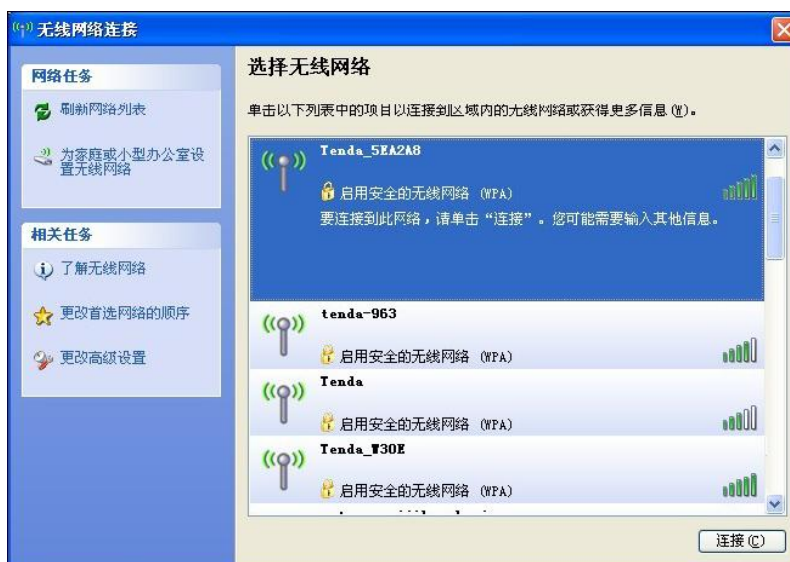 无线网络连接
网络任务
刷新网络列表
为家庭或小型办公室设
置无线网络
相关任务
了解无线网络
更改首选网络的顺序
更改高级设置
选择无线网络
单击以下列表中的项目以连接到区域内的无线网络或获得更多信息(W)。
Tenda_5EA2A8
启用安全的无线网络 (WPA)
要连接到此网络，请单击“连接”。您可能需要输入其他信息。
tenda-963
启用安全的无线网络 (WPA)
Tenda
启用安全的无线网络 (WPA)
Tenda_W30E
启用安全的无线网络 (WPA)
连接(C)